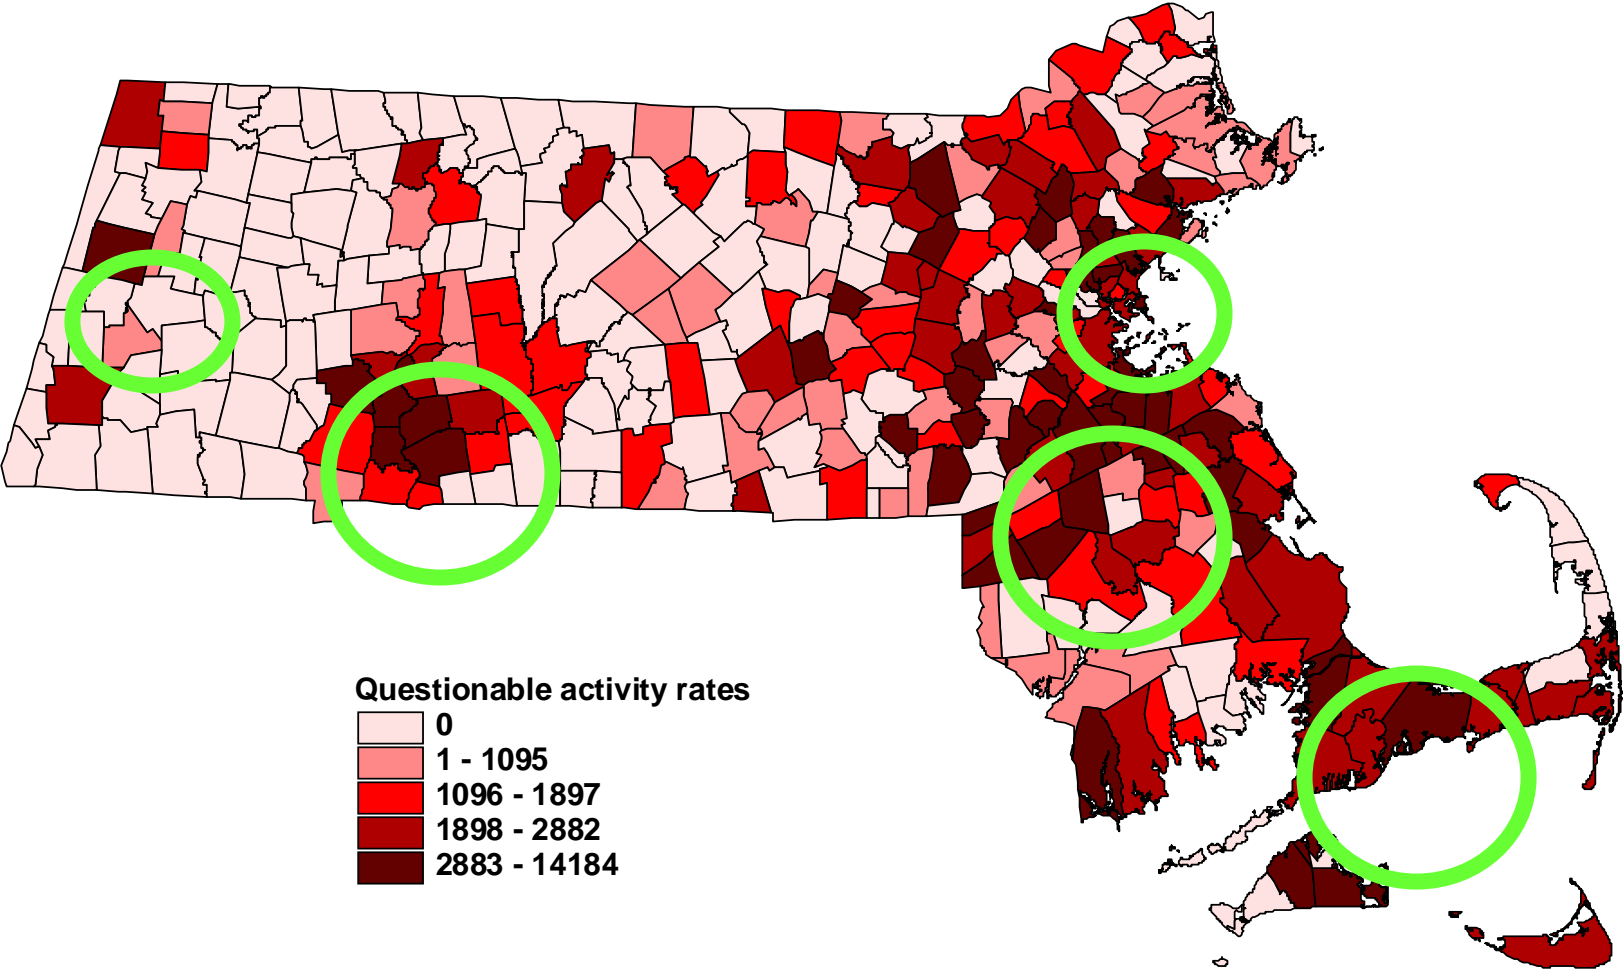 Questionable activity rates
0
1 - 1095
1096 - 1897
1898 - 2882
2883 - 14184